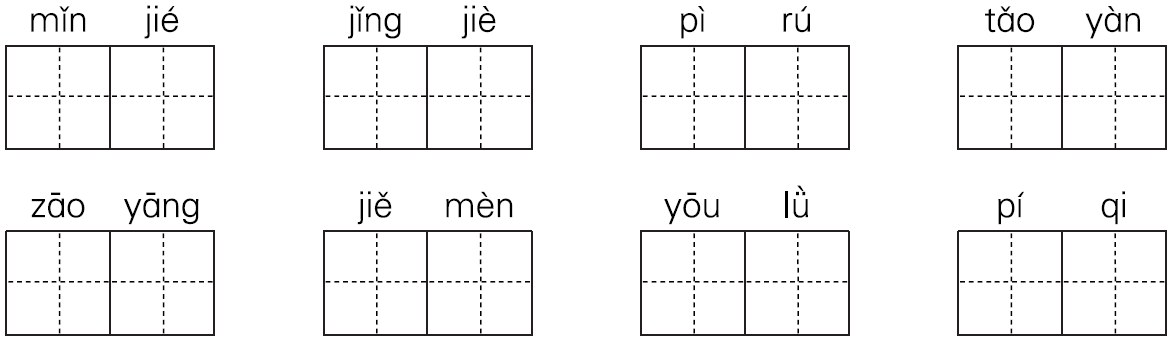 mǐn jié jǐng jiè pì rú tǎo yàn
zāo yāng jiě mèn yōu lǜ pí qi